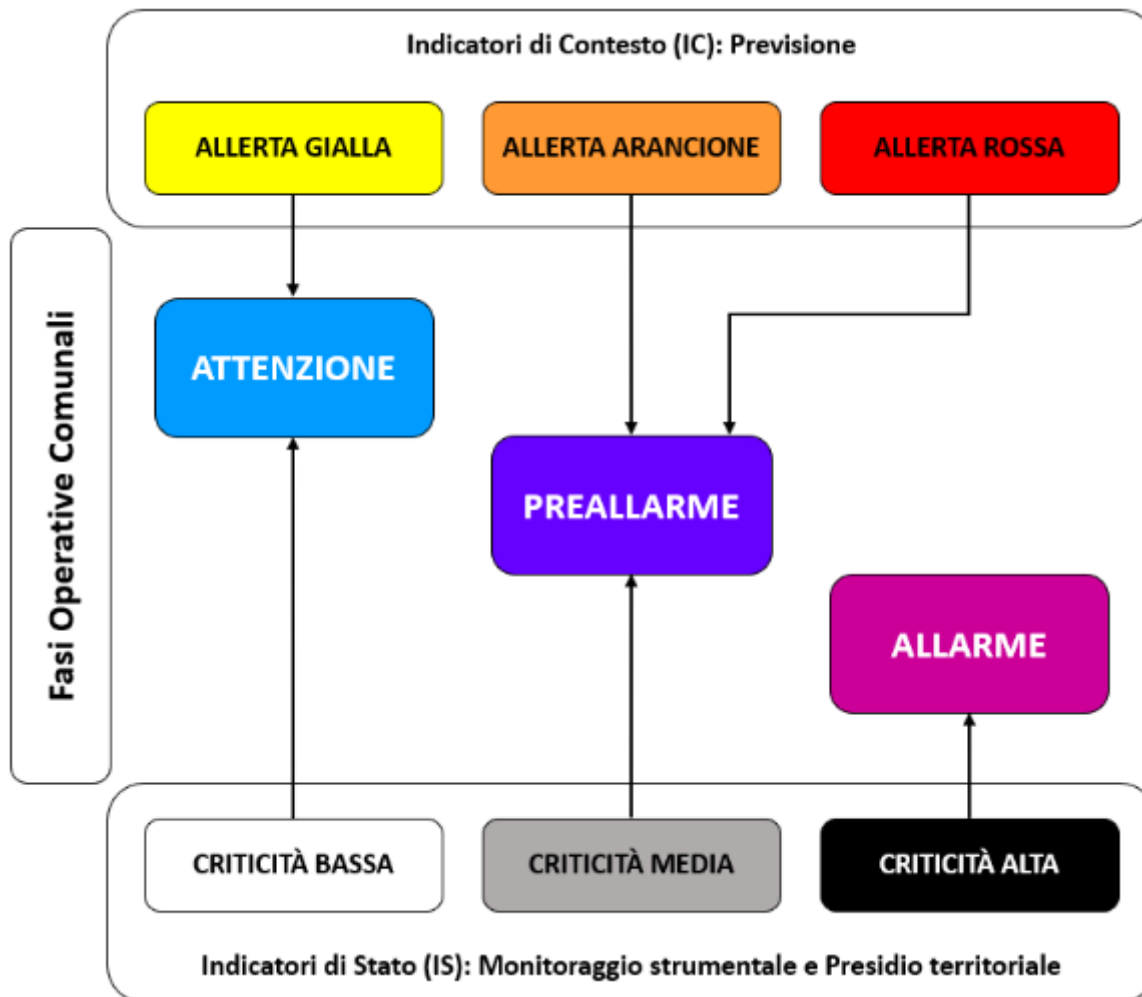 Indicatori di Contesto (IC): Previsione
ALLERTA GIALLA
ALLERTA ARANCIONE
ALLERTA ROSSA
Fasi Operative Comunali
ATTENZIONE
PREALLARME
ALLARME
CRITICITÀ BASSA
CRITICITÀ MEDIA
CRITICITÀ ALTA
Indicatori di Stato (IS): Monitoraggio strumentale e Presidio territoriale